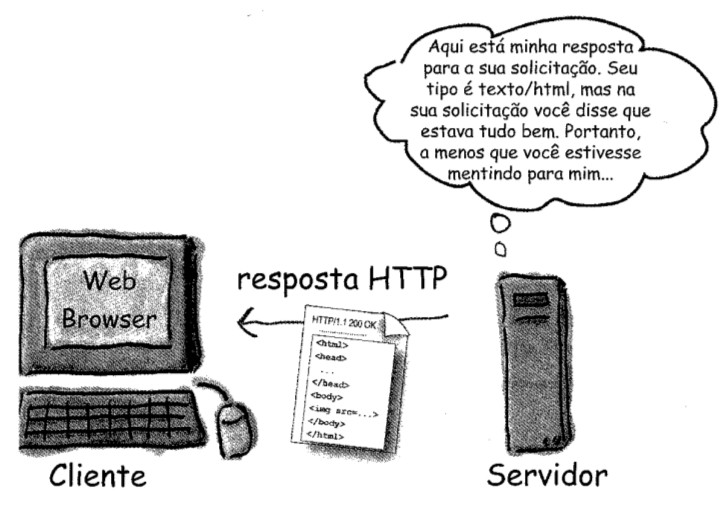 Aqui está minha resposta
para a sua solicitação. Seu
tipo é texto/html, mas na
sua solicitação você disse que
estava tudo bem. Portanto,
a menos que você estivesse
mentindo para mim...
Web
Browser
resposta HTTP
HTTP/1.1 200 OK
<html>
<head>
...
</head>
<body>
<img src=...>
</body>
</html>
Cliente
Servidor